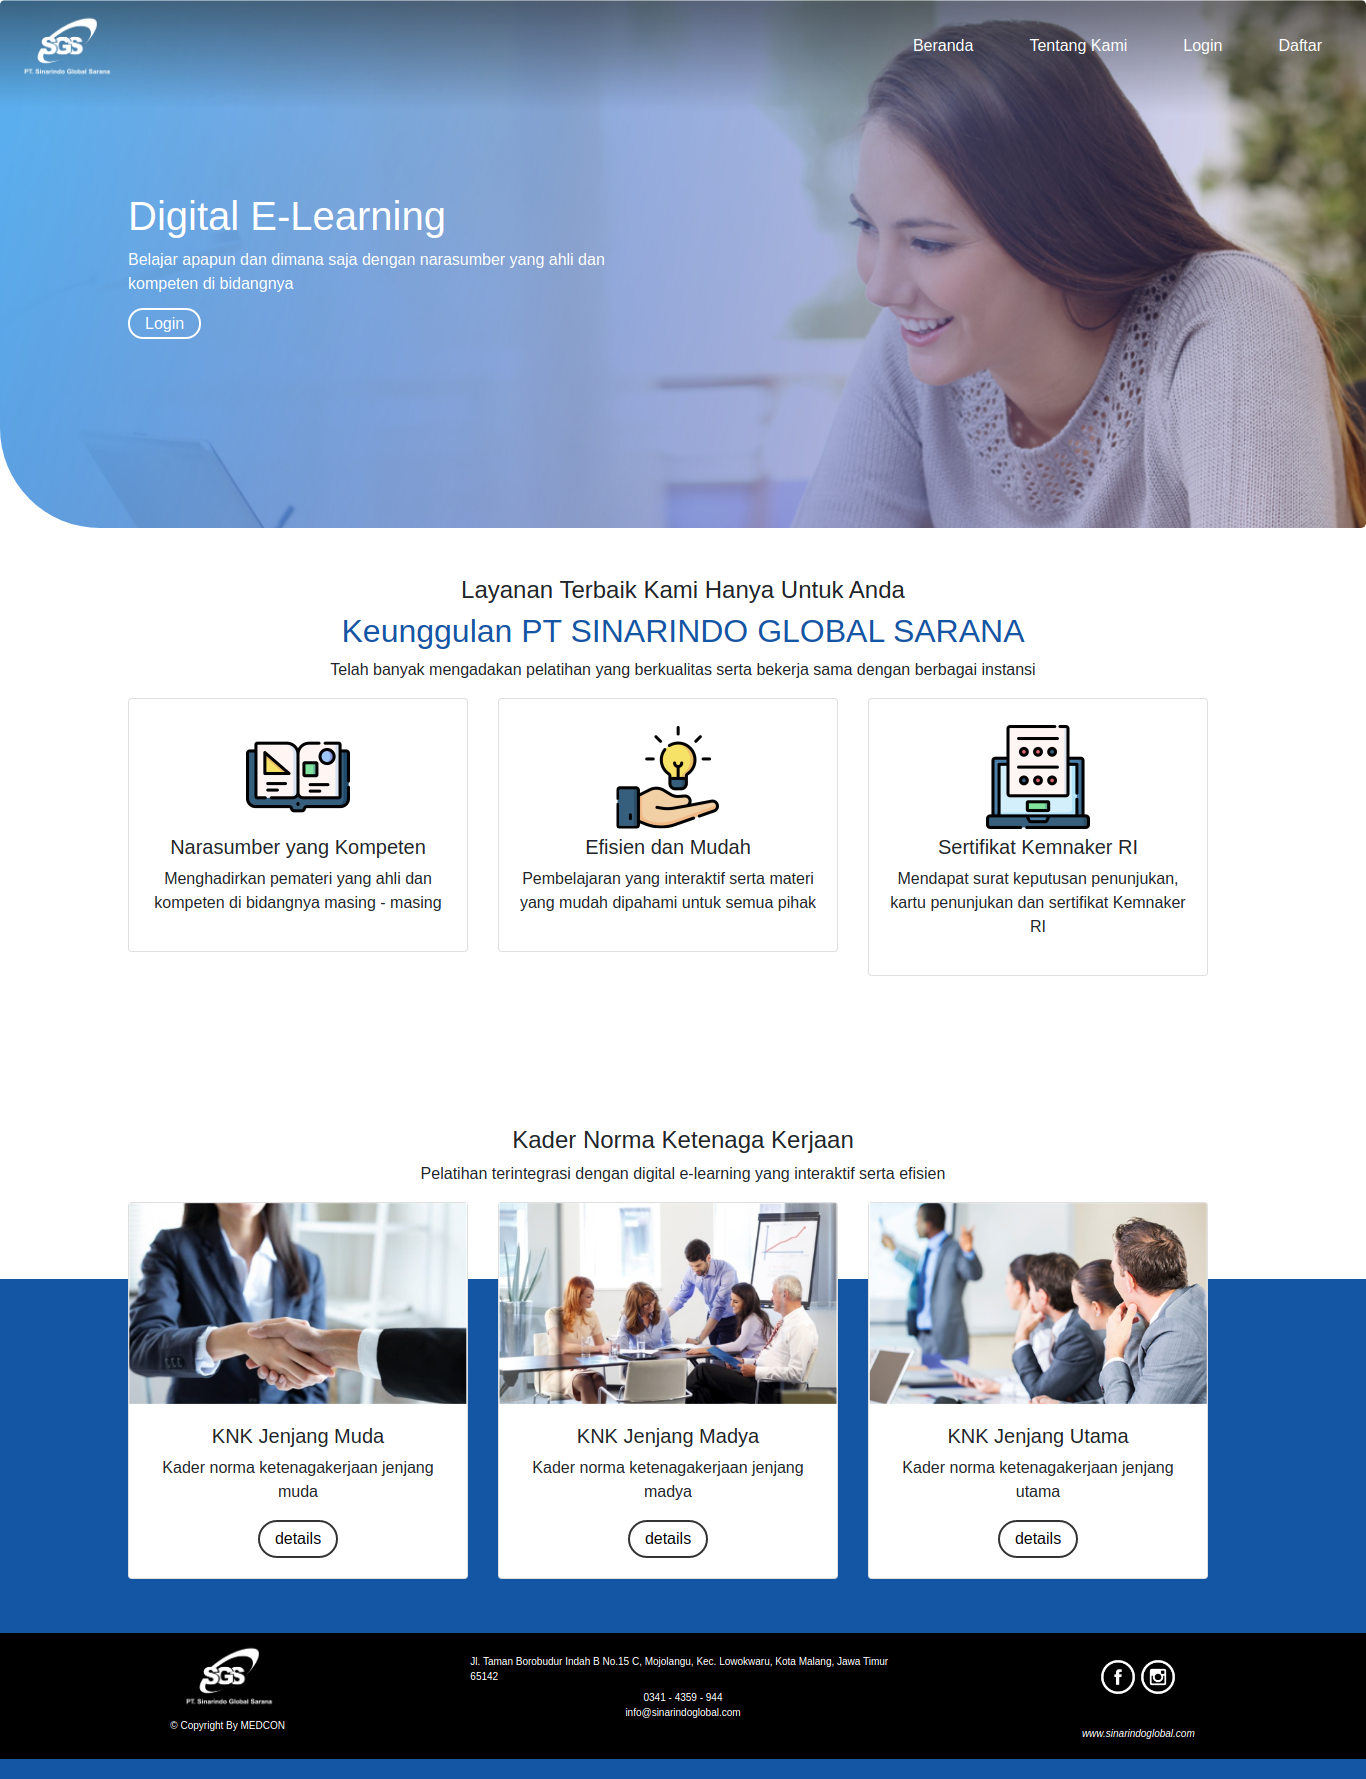 SGS
PT. Sinarindo Global Sarana
Beranda
Tentang Kami
Login
Daftar
Digital E-Learning
Belajar apapun dan dimana saja dengan narasumber yang ahli dan
kompeten di bidangnya
Login
Layanan Terbaik Kami Hanya Untuk Anda
Keunggulan PT SINARINDO GLOBAL SARANA
Telah banyak mengadakan pelatihan yang berkualitas serta bekerja sama dengan berbagai instansi
Narasumber yang Kompeten
Menghadirkan pemateri yang ahli dan
kompeten di bidangnya masing - masing
Efisien dan Mudah
Pembelajaran yang interaktif serta materi
yang mudah dipahami untuk semua pihak
Sertifikat Kemnaker RI
Mendapat surat keputusan penunjukan,
kartu penunjukan dan sertifikat Kemnaker
RI
Kader Norma Ketenaga Kerjaan
Pelatihan terintegrasi dengan digital e-learning yang interaktif serta efisien
KNK Jenjang Muda
Kader norma ketenagakerjaan jenjang
muda
details
KNK Jenjang Madya
Kader norma ketenagakerjaan jenjang
madya
details
KNK Jenjang Utama
Kader norma ketenagakerjaan jenjang
utama
details
SGS
PT. Sinarindo Global Sarana
© Copyright By MEDCON
Jl. Taman Borobudur Indah B No.15 C, Mojolangu, Kec. Lowokwaru, Kota Malang, Jawa Timur
65142
0341 - 4359 - 944
info@sinarindoglobal.com
www.sinarindoglobal.com